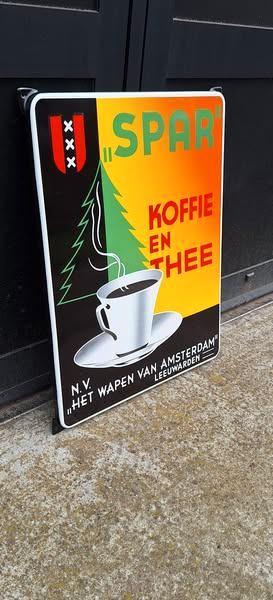 „SPAR"
KOFFIE
EN
THEE
N.V.
„HET WAPEN VAN AMSTERDAM"
LEEUWARDEN